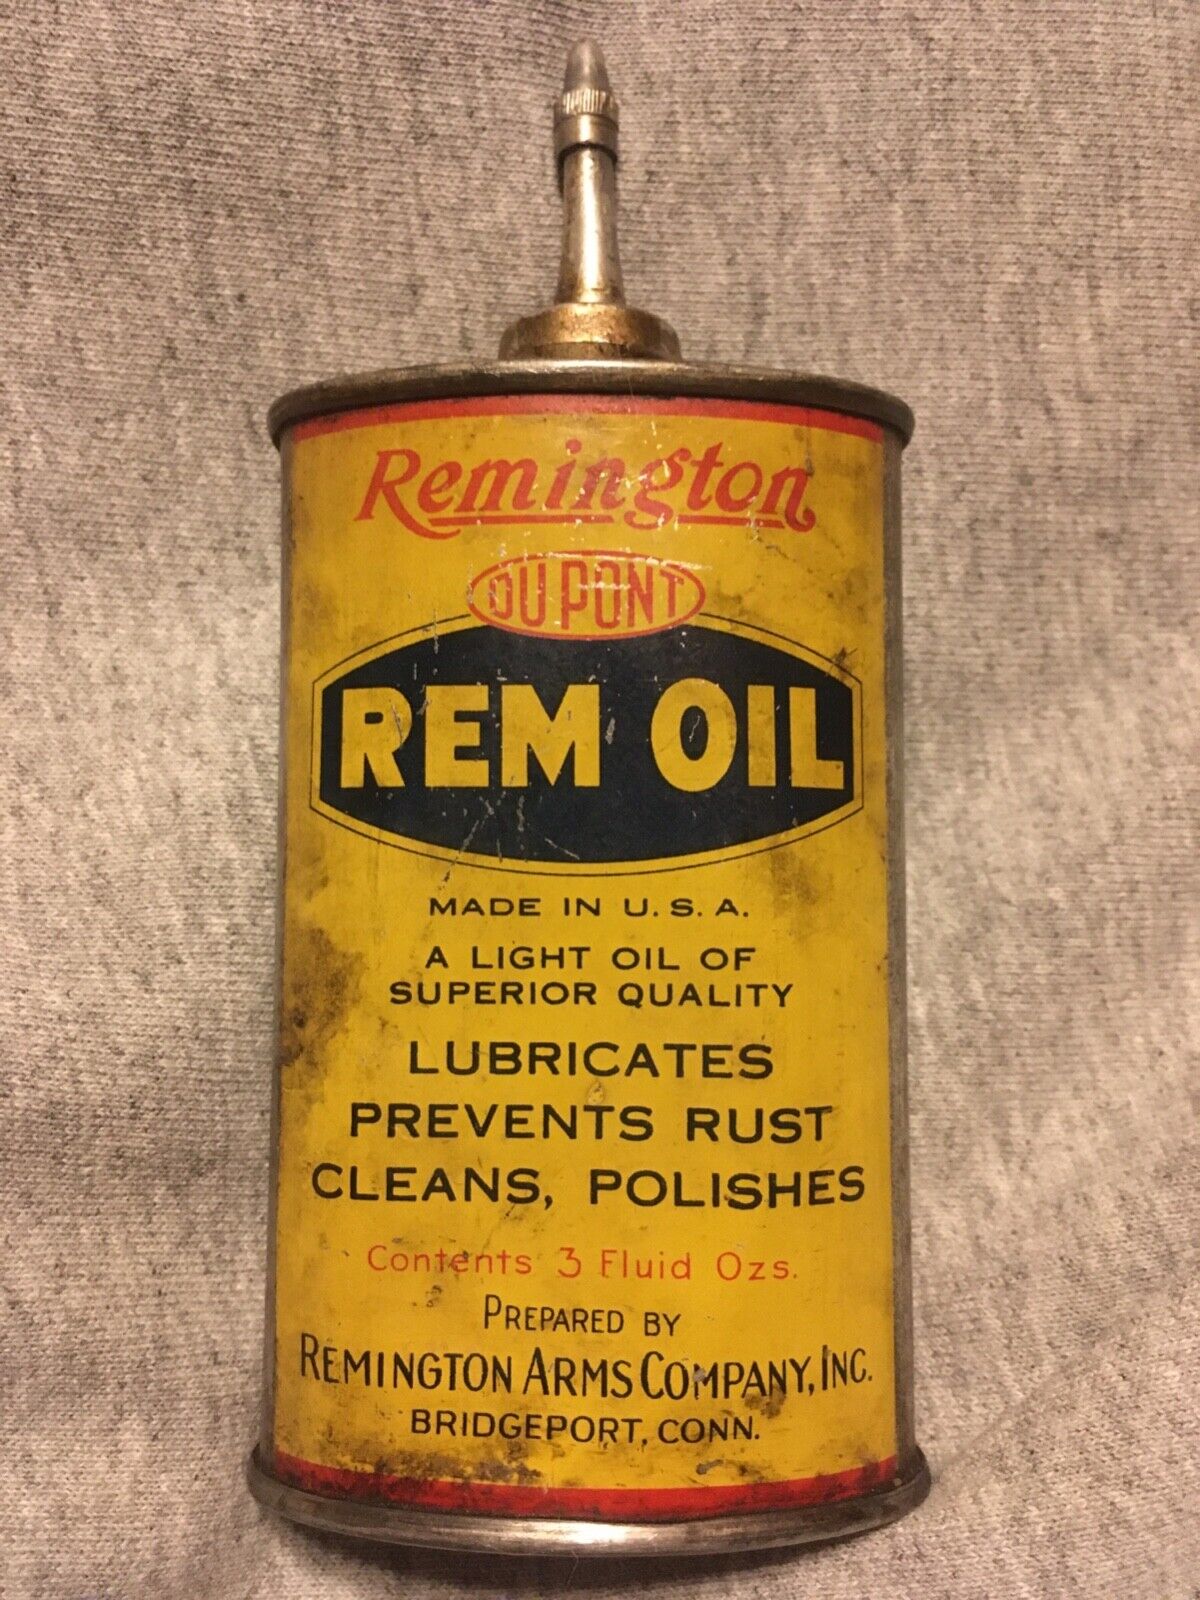 Remington
DU PONT
REM OIL
MADE IN U.S.A.
A LIGHT OIL OF
SUPERIOR QUALITY
LUBRICATES
PREVENTS RUST
CLEANS, POLISHES
Contents 3 Fluid Ozs.
PREPARED BY
REMINGTON ARMS COMPANY, INC.
BRIDGEPORT, CONN.